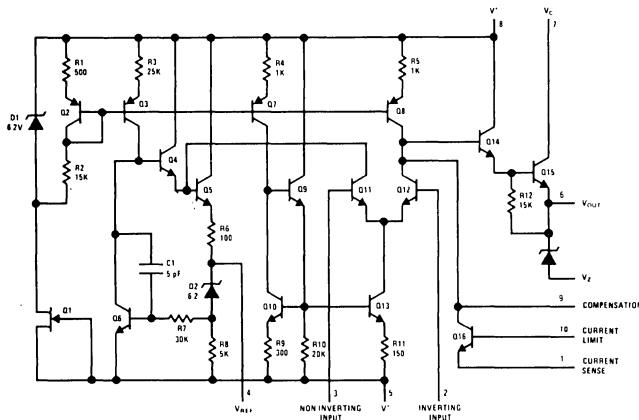 V+
VC
8
7
R1
500
R3
25K
R4
1K
R5
1K
D1
6.2V
Q2
Q3
Q7
Q8
R2
15K
Q4
Q5
Q9
Q11
Q12
Q14
Q15
R12
15K
6
VOUT
R6
100
C1
5 pF
D2
6.2
VZ
9
COMPENSATION
Q1
Q6
R7
30K
R8
5K
Q10
Q13
R9
300
R10
20K
R11
150
Q16
10
CURRENT
LIMIT
1
CURRENT
SENSE
4
VREF
3
NON INVERTING
INPUT
5
V-
2
INVERTING
INPUT